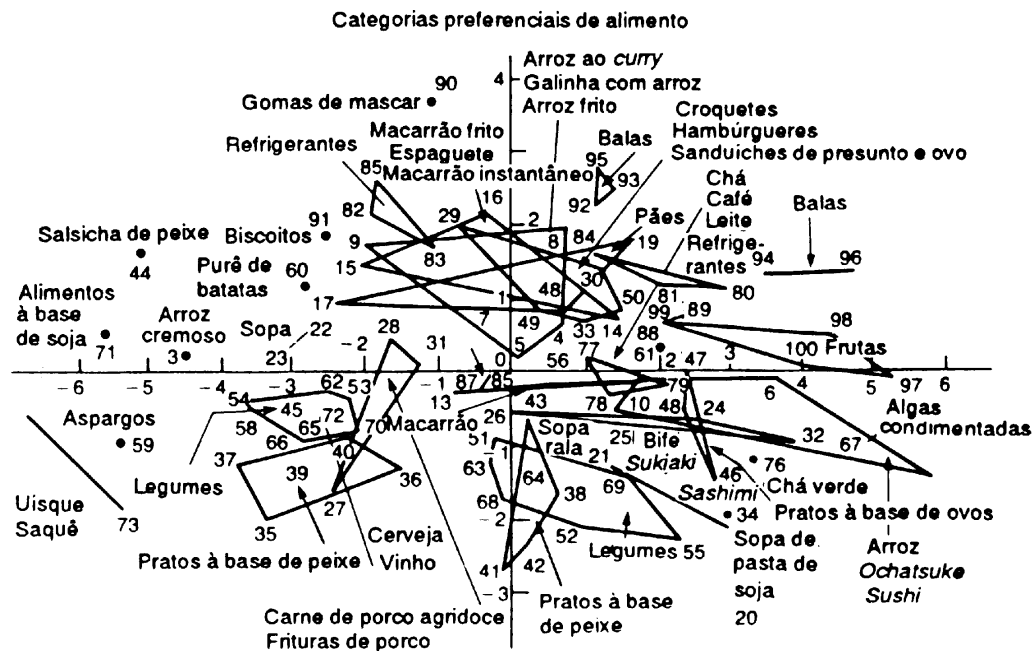 Categorias preferenciais de alimento
Arroz ao curry
Galinha com arroz
Arroz frito
4
90
Gomas de mascar
Croquetes
Hambúrgueres
Sanduiches de presunto e ovo
Macarrão frito
Espaguete
Macarrão instantâneo
Refrigerantes
Balas
95
93
92
85
82
83
16
29
2
Chá
Café
Leite
Refrige-
rantes
Pães
Balas
91
Biscoitos
Salsicha de peixe
44
9
15
8
84
19
94
96
60
Purê de
batatas
30
17
1
48
50
81
80
Alimentos
à base
de soja
71
Arroz
cremoso
3
Sopa
22
23
28
31
7
49
33
14
99
89
88
98
5
4
0
56
77
61
47
100
Frutas
−6
−5
−4
−3
−2
−1
2
3
6
4
5
97
62
53
87
85
13
79
54
45
58
72
65
66
70
Macarrão
43
26
78
10
48
24
32
67
Algas
condimentadas
Aspargos
59
37
39
40
36
Legumes
51
63
Sopa
rala
21
25
Bife
Sukiaki
−1
46
76
Chá verde
64
38
69
68
Sashimi
34
Pratos à base de ovos
Uisque
Saquê
73
35
27
−2
52
Legumes
55
Sopa de
pasta de
soja
20
Arroz
Ochatsuke
Sushi
Pratos à base de peixe
Cerveja
Vinho
41
42
−3
Pratos à base
de peixe
Carne de porco agridoce
Frituras de porco